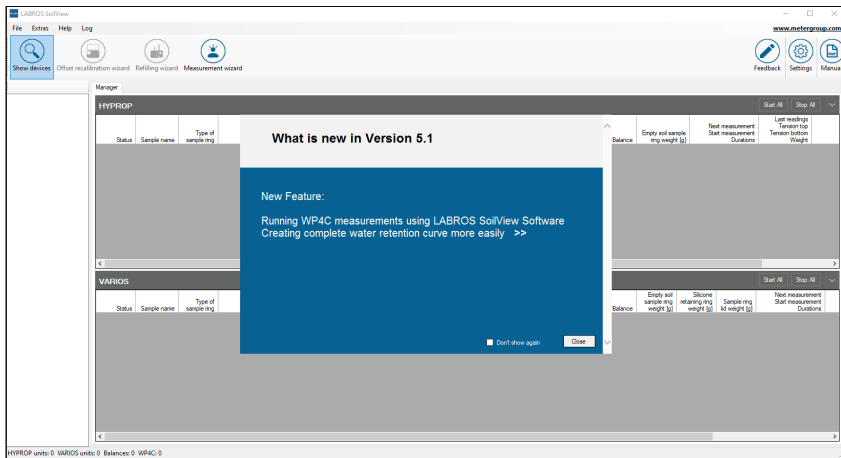 LABROS SoilView
File Extras Help Log
www.metergroup.com
Show devices Offset recalibration wizard Refilling wizard Measurement wizard
Feedback Settings Manua
Manager
HYPROP
Start All Stop All
Status Sample name Type of sample ring
Balance Empty soil sample ring weight [g] Next measurement Start measurement Durations Last readings Tension top Tension bottom Weight
What is new in Version 5.1
New Feature:
Running WP4C measurements using LABROS SoilView Software
Creating complete water retention curve more easily >>
Don't show again Close
VARIOS
Start All Stop All
Status Sample name Type of sample ring
Balance Empty soil sample ring weight [g] Silicone retaining ring weight [g] Sample ring lid weight [g] Next measurement Start measurement Durations
HYPROP units: 0 VARIOS units: 0 Balances: 0 WP4C: 0